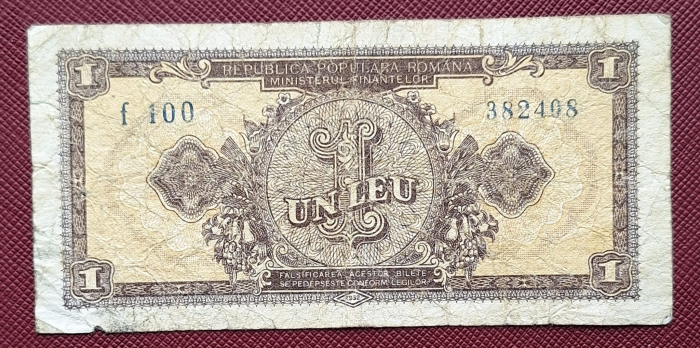 1 REPUBLICA POPULARA ROMÂNA 1
MINISTERUL FINANTELOR
f 100 382408
1
UN LEU
1 FALSIFICAREA ACESTOR BILETE 1
SE PEDEPSESTE CONFORM LEGILOR